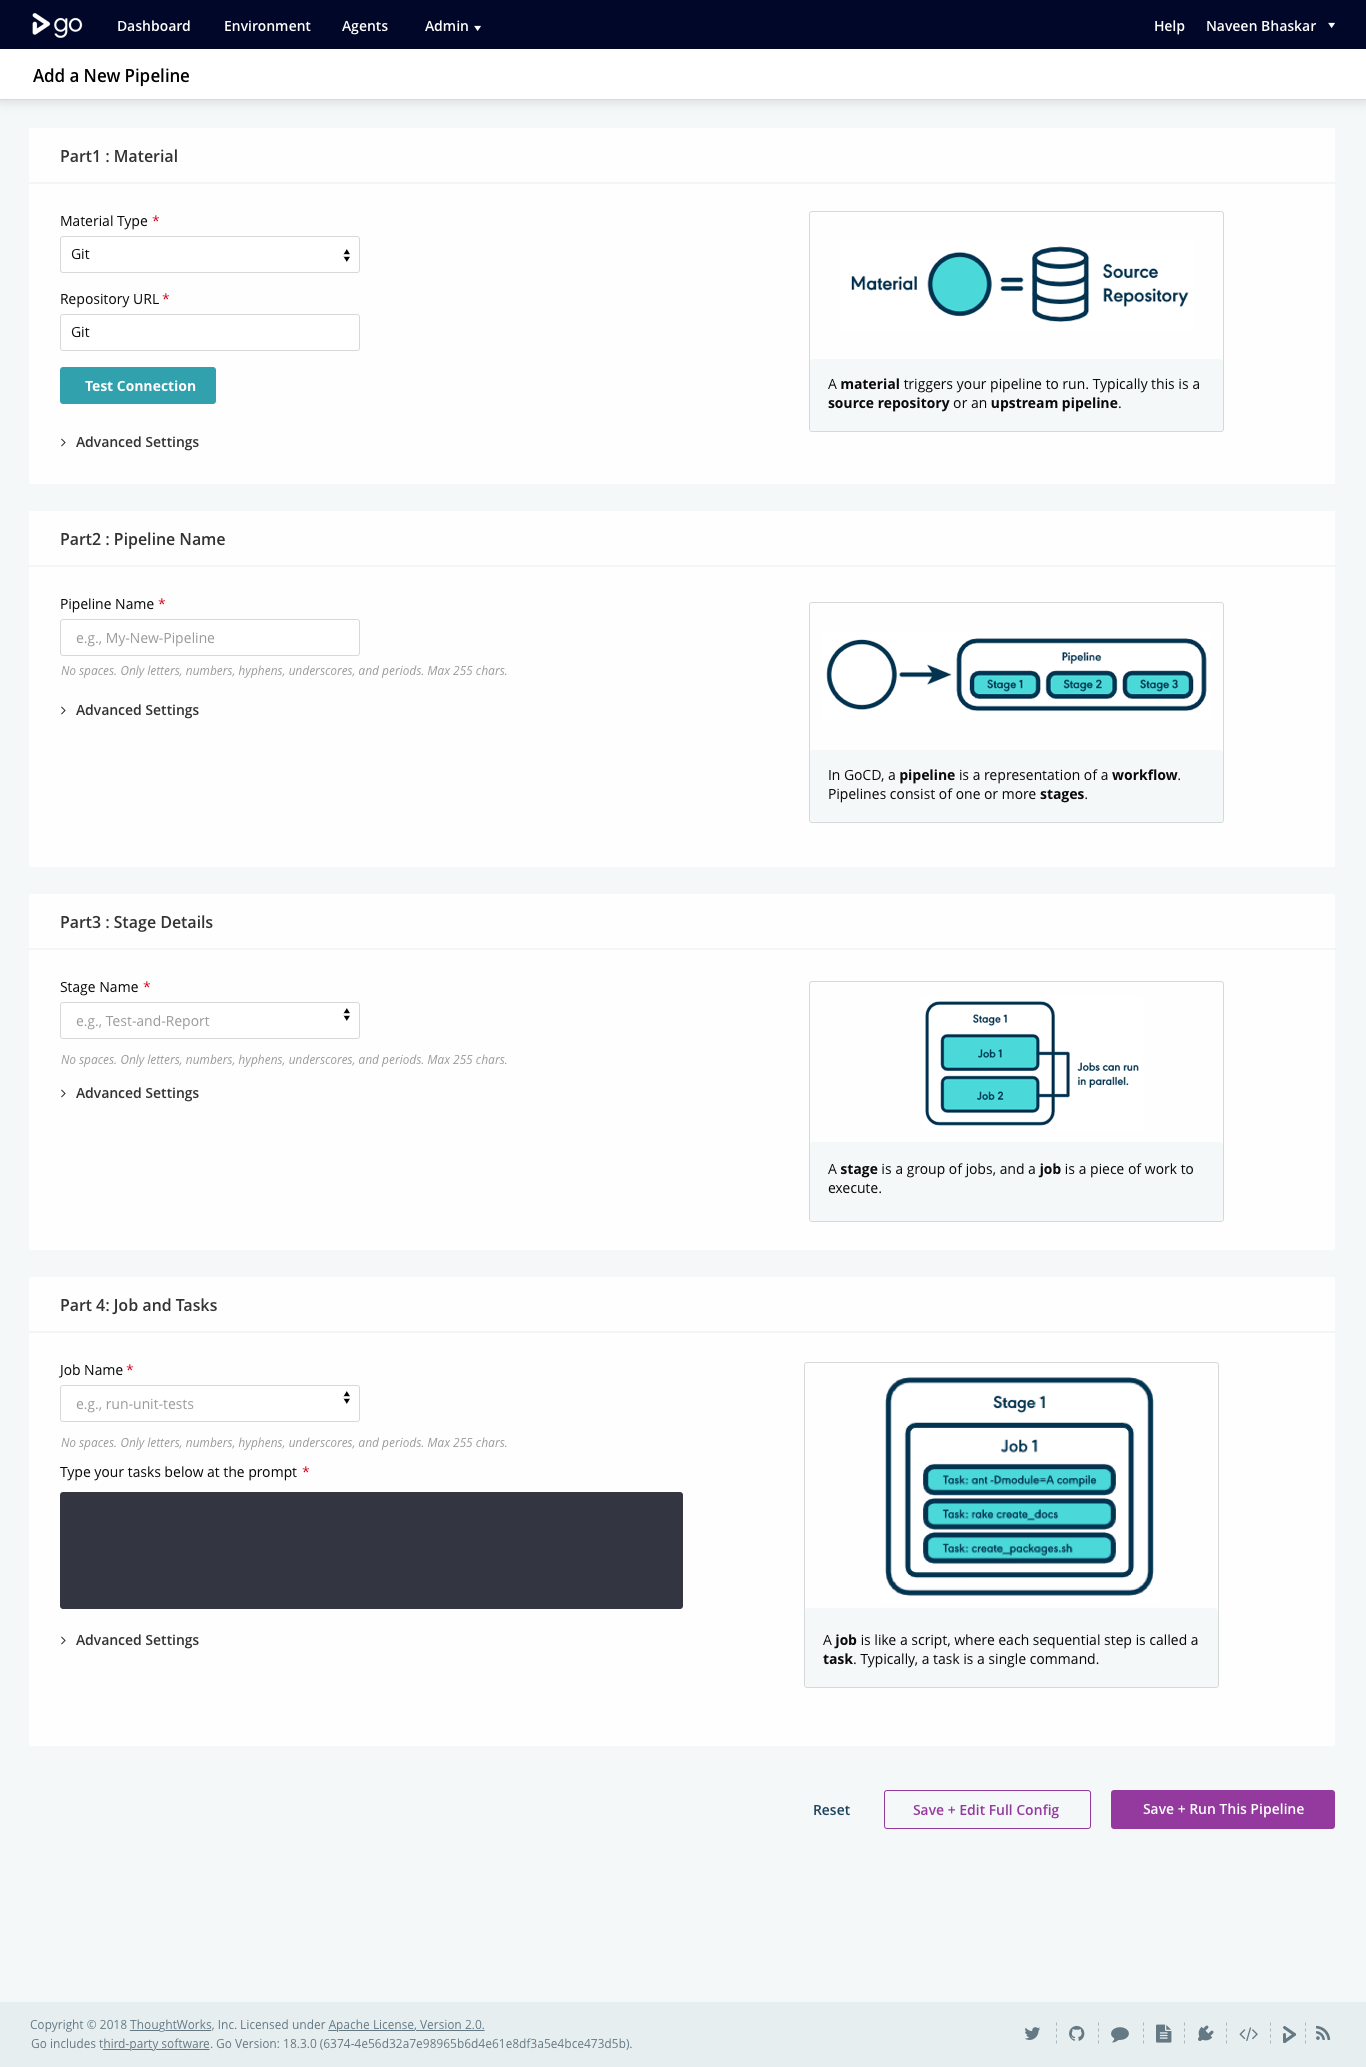 go Dashboard Environment Agents Admin Help Naveen Bhaskar
Add a New Pipeline
Part1 : Material
Material Type *
Git
Repository URL *
Git
Test Connection
Advanced Settings
Material = Source
Repository
A material triggers your pipeline to run. Typically this is a
source repository or an upstream pipeline.
Part2 : Pipeline Name
Pipeline Name *
e.g., My-New-Pipeline
No spaces. Only letters, numbers, hyphens, underscores, and periods. Max 255 chars.
Advanced Settings
Pipeline
Stage 1 Stage 2 Stage 3
In GoCD, a pipeline is a representation of a workflow.
Pipelines consist of one or more stages.
Part3 : Stage Details
Stage Name *
e.g., Test-and-Report
No spaces. Only letters, numbers, hyphens, underscores, and periods. Max 255 chars.
Advanced Settings
Stage 1
Job 1
Job 2
Jobs can run
in parallel.
A stage is a group of jobs, and a job is a piece of work to
execute.
Part 4: Job and Tasks
Job Name *
e.g., run-unit-tests
No spaces. Only letters, numbers, hyphens, underscores, and periods. Max 255 chars.
Type your tasks below at the prompt *
Advanced Settings
Stage 1
Job 1
Task: ant -Dmodule=A compile
Task: rake create_docs
Task: create_packages.sh
A job is like a script, where each sequential step is called a
task. Typically, a task is a single command.
Reset Save + Edit Full Config Save + Run This Pipeline
Copyright © 2018 ThoughtWorks, Inc. Licensed under Apache License, Version 2.0.
Go includes third-party software. Go Version: 18.3.0 (6374-4e56d32a7e98965b6d4e61e8df3a5e4bce473d5b).